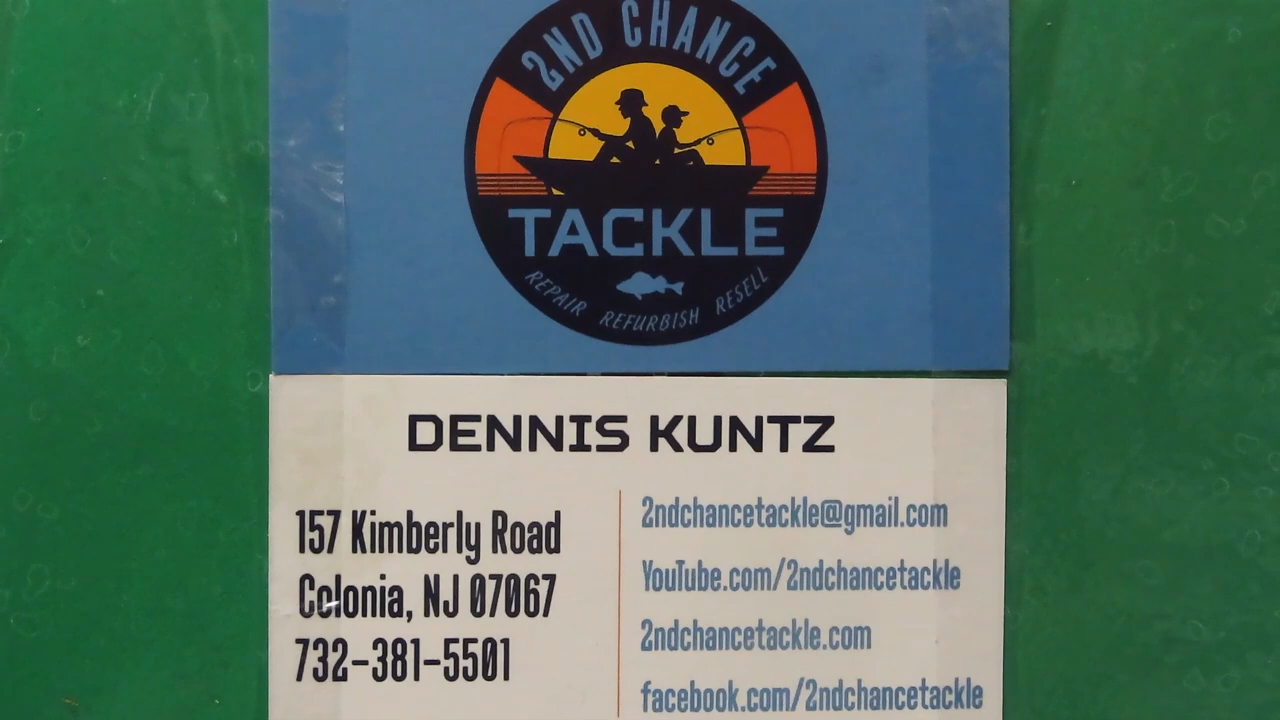 2ND CHANCE
TACKLE
REPAIR REFURBISH RESELL
DENNIS KUNTZ
157 Kimberly Road
Colonia, NJ 07067
732-381-5501
2ndchancetackle@gmail.com
YouTube.com/2ndchancetackle
2ndchancetackle.com
facebook.com/2ndchancetackle